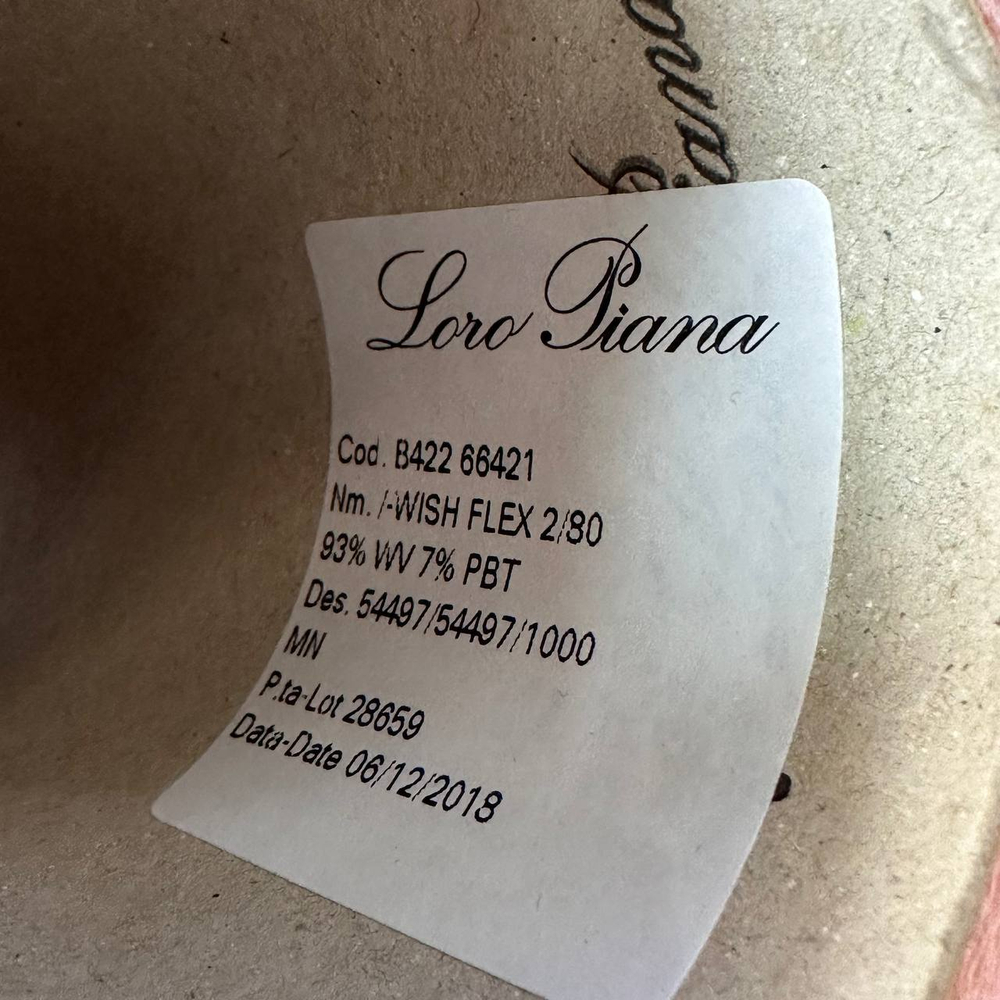 Loro Piana
Cod. B422 66421
Nm. /-WISH FLEX 2/80
93% WV 7% PBT
Des. 54497/54497/1000
MN
P.ta-Lot 28659
Data-Date 06/12/2018